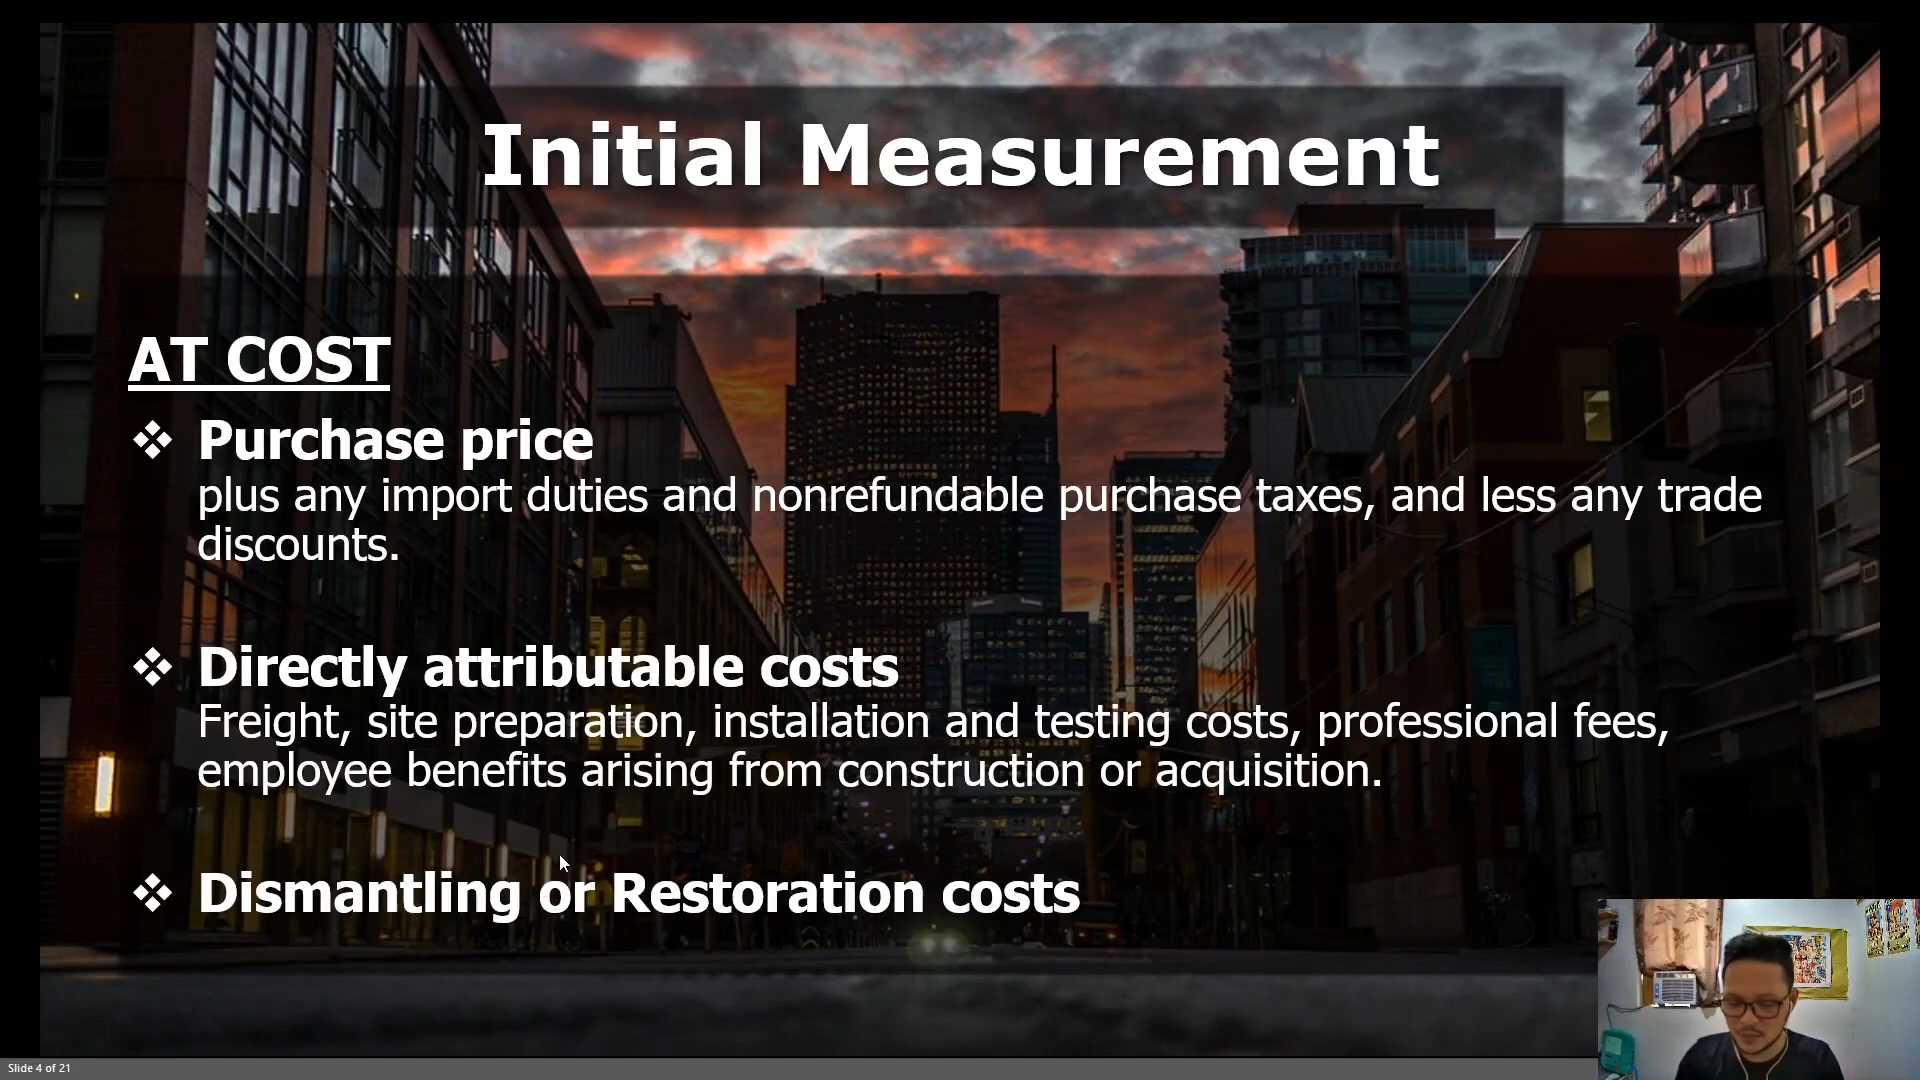 Initial Measurement
AT COST
❖ Purchase price
plus any import duties and nonrefundable purchase taxes, and less any trade
discounts.
❖ Directly attributable costs
Freight, site preparation, installation and testing costs, professional fees,
employee benefits arising from construction or acquisition.
❖ Dismantling or Restoration costs
Slide 4 of 21